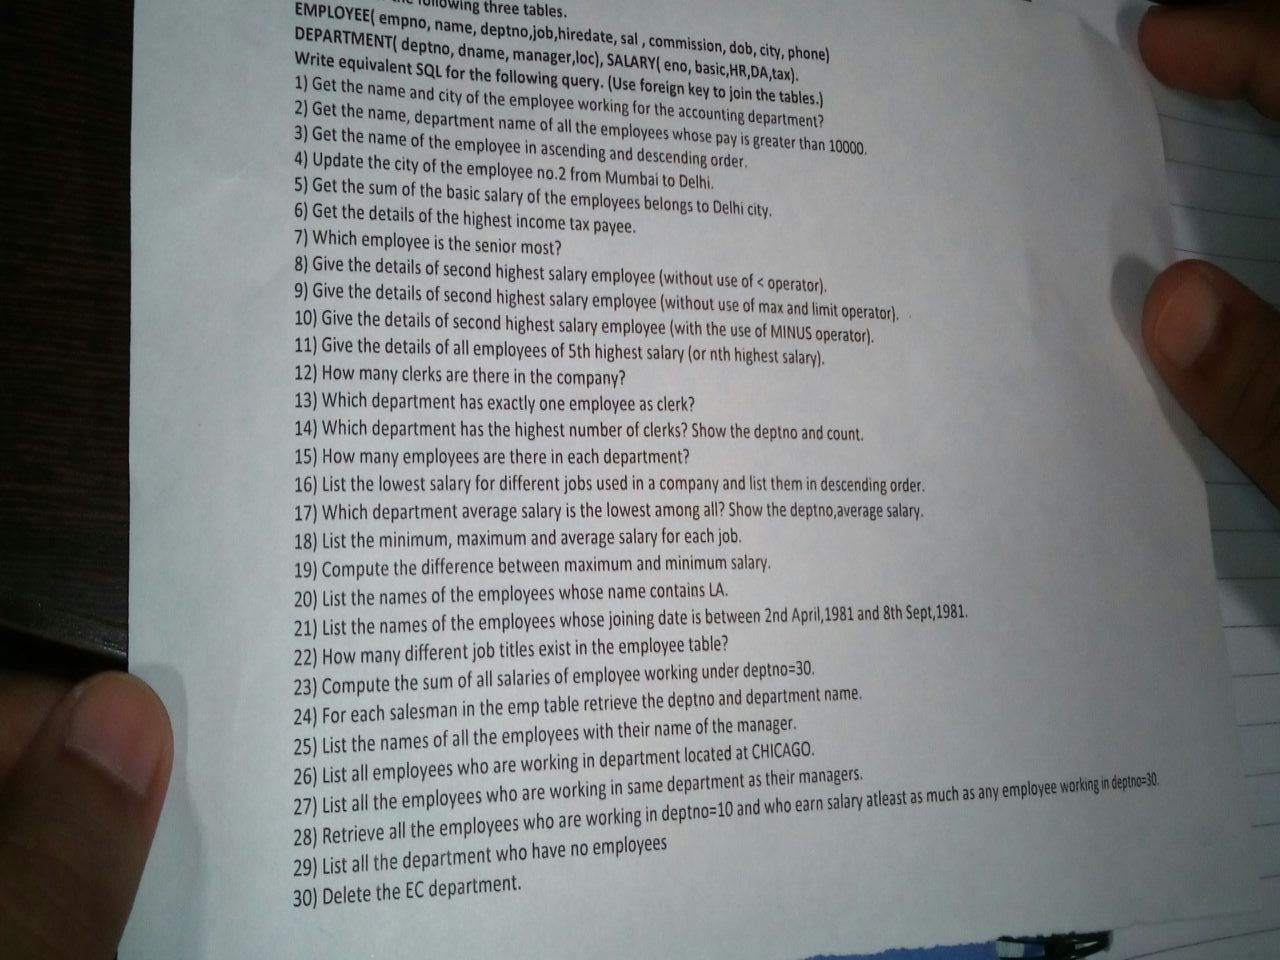 following three tables.
EMPLOYEE( empno, name, deptno,job,hiredate, sal , commission, dob, city, phone)
DEPARTMENT( deptno, dname, manager,loc), SALARY( eno, basic,HR,DA,tax).
Write equivalent SQL for the following query. (Use foreign key to join the tables.)
1) Get the name and city of the employee working for the accounting department?
2) Get the name, department name of all the employees whose pay is greater than 10000.
3) Get the name of the employee in ascending and descending order.
4) Update the city of the employee no.2 from Mumbai to Delhi.
5) Get the sum of the basic salary of the employees belongs to Delhi city.
6) Get the details of the highest income tax payee.
7) Which employee is the senior most?
8) Give the details of second highest salary employee (without use of < operator).
9) Give the details of second highest salary employee (without use of max and limit operator).
10) Give the details of second highest salary employee (with the use of MINUS operator).
11) Give the details of all employees of 5th highest salary (or nth highest salary).
12) How many clerks are there in the company?
13) Which department has exactly one employee as clerk?
14) Which department has the highest number of clerks? Show the deptno and count.
15) How many employees are there in each department?
16) List the lowest salary for different jobs used in a company and list them in descending order.
17) Which department average salary is the lowest among all? Show the deptno,average salary.
18) List the minimum, maximum and average salary for each job.
19) Compute the difference between maximum and minimum salary.
20) List the names of the employees whose name contains LA.
21) List the names of the employees whose joining date is between 2nd April,1981 and 8th Sept,1981.
22) How many different job titles exist in the employee table?
23) Compute the sum of all salaries of employee working under deptno=30.
24) For each salesman in the emp table retrieve the deptno and department name.
25) List the names of all the employees with their name of the manager.
26) List all employees who are working in department located at CHICAGO.
27) List all the employees who are working in same department as their managers.
28) Retrieve all the employees who are working in deptno=10 and who earn salary atleast as much as any employee working in deptno=30.
29) List all the department who have no employees
30) Delete the EC department.